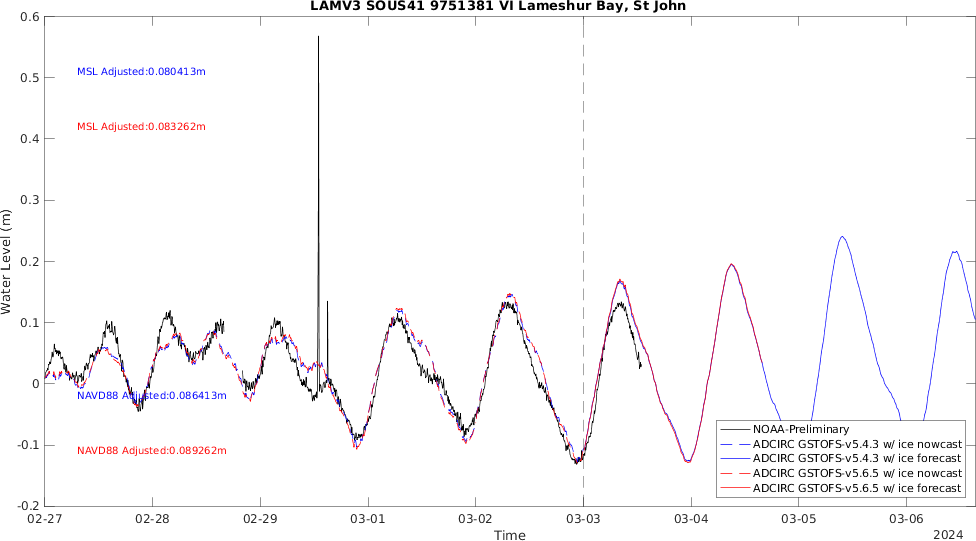 LAMV3 SOUS41 9751381 VI Lameshur Bay, St John
0.6
0.5
0.4
0.3
0.2
0.1
0
-0.1
-0.2
Water Level (m)
MSL Adjusted:0.080413m
MSL Adjusted:0.083262m
NAVD88 Adjusted:0.086413m
NAVD88 Adjusted:0.089262m
NOAA-Preliminary
ADCIRC GSTOFS-v5.4.3 w/ ice nowcast
ADCIRC GSTOFS-v5.4.3 w/ ice forecast
ADCIRC GSTOFS-v5.6.5 w/ ice nowcast
ADCIRC GSTOFS-v5.6.5 w/ ice forecast
02-27 02-28 02-29 03-01 03-02 03-03 03-04 03-05 03-06
Time
2024